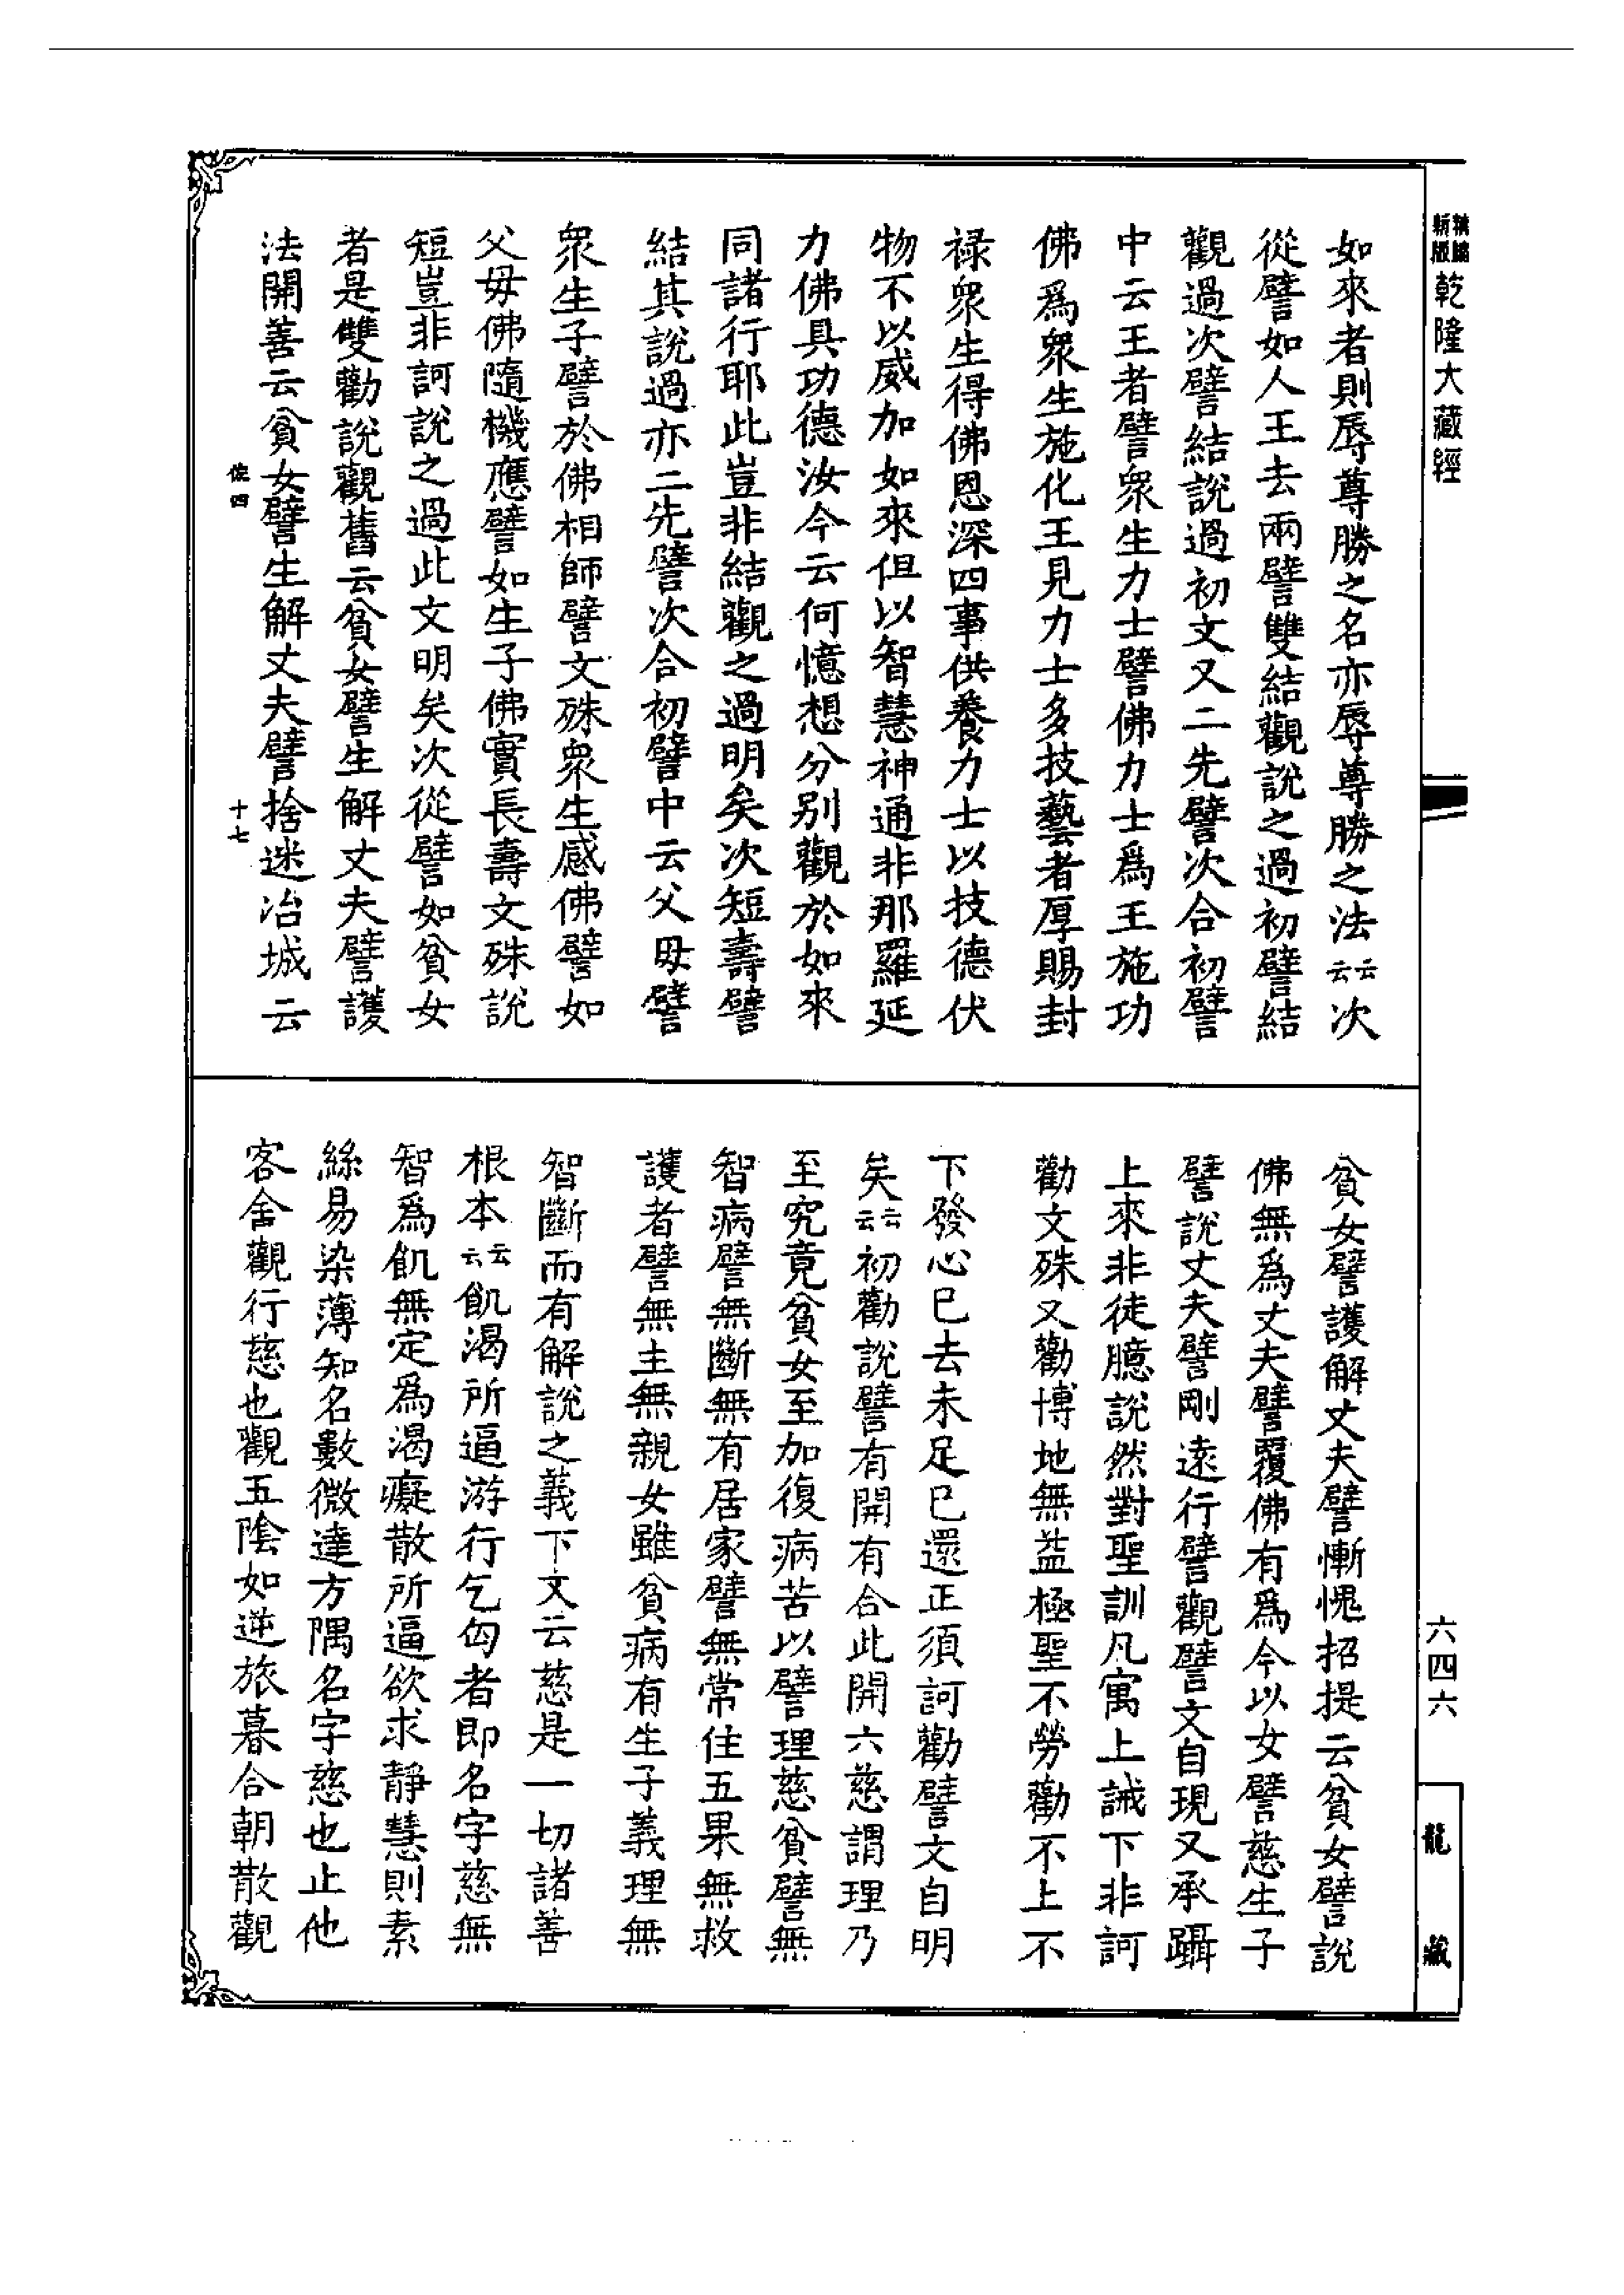 乾隆大藏經
如來者則辱尊勝之名亦辱尊勝之法云云次
從譬如人王去兩譬雙結觀說之過初譬結
觀過次譬結說過初文又二先譬次合初譬
中云王者譬衆生力士譬佛力士爲王施功
佛爲衆生施化王見力士多技藝者厚賜封
祿衆生得佛恩深四事供養力士以技德伏
物不以威加如來但以智慧神通非那羅延
力佛具功德汝今云何憶想分別觀於如來
同諸行耶此豈非結觀之過明矣次短壽譬
結其說過亦二先譬次合初譬中云父母譬
衆生子譬於佛相師譬文殊衆生感佛譬如
父母佛隨機應譬如生子佛實長壽文殊說
短豈非訶說之過此文明矣次從譬如貧女
者是雙勸說觀舊云貧女譬生解丈夫譬護
法開善云貧女譬生解丈夫譬捨迷冶城云
十七
貧女譬護解丈夫譬慚愧招提云貧女譬說
佛無爲丈夫譬覆佛有爲今以女譬慈生子
譬說丈夫譬剛遠行譬觀譬文自現又承躡
上來非徒臆說然對聖訓凡寓上誡下非訶
勸文殊又勸博地無益極聖不勞勸不上不
下發心已去未足已還正須訶勸譬文自明
矣云云初勸說譬有開有合此開六慈謂理乃
至究竟貧女至加復病苦以譬理慈貧譬無
智病譬無斷無有居家譬無常住五果無救
護者譬無主無親女雖貧病有生子義理無
智斷而有解說之義下文云慈是一切諸善
根本云云飢渴所逼游行乞匃者即名字慈無
智爲飢無定爲渴癡散所逼欲求靜慧則素
絲易染薄知名數微達方隅名字慈也止他
客舍觀行慈也觀五陰如逆旅暮合朝散觀
六四六
龍藏